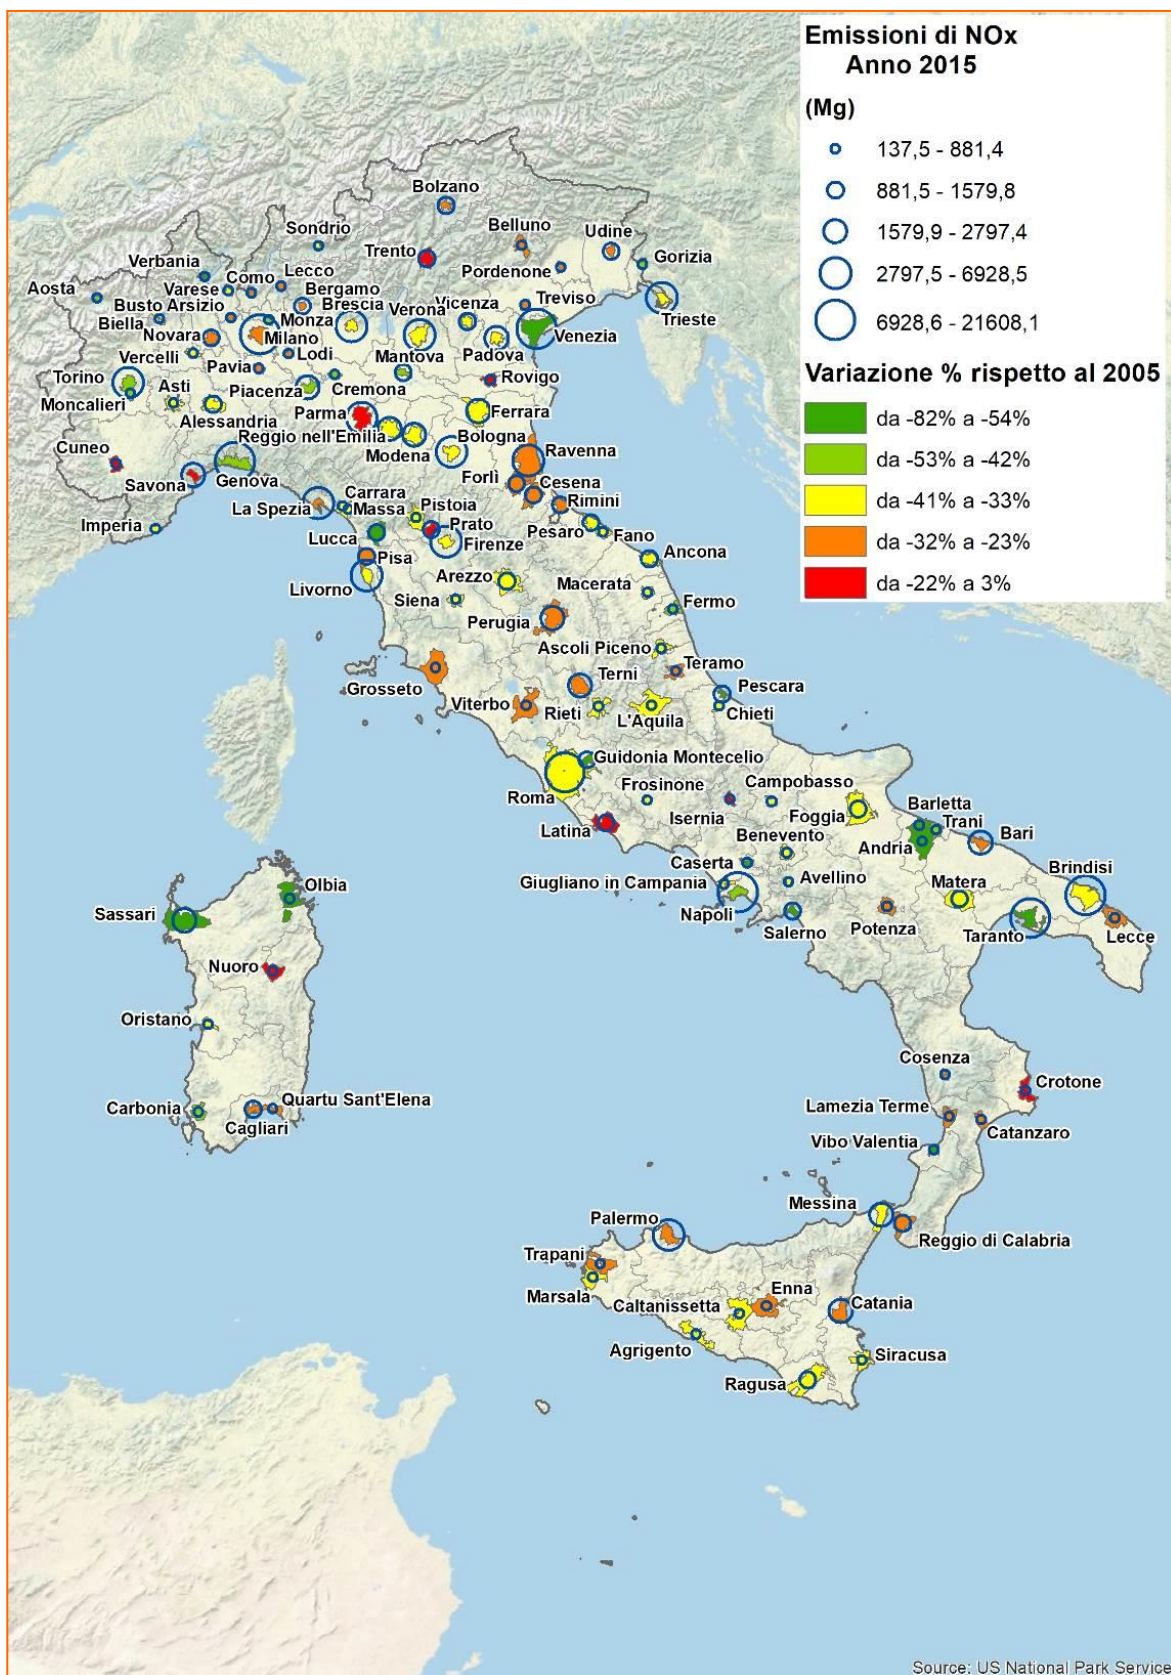 Emissioni di NOx
Anno 2015
(Mg)
137,5 - 881,4
881,5 - 1579,8
1579,9 - 2797,4
2797,5 - 6928,5
6928,6 - 21608,1
Variazione % rispetto al 2005
da -82% a -54%
da -53% a -42%
da -41% a -33%
da -32% a -23%
da -22% a 3%
Bolzano
Sondrio
Belluno
Udine
Trento
Gorizia
Verbania
Pordenone
Como
Lecco
Aosta
Varese
Bergamo
Treviso
Busto Arsizio
Brescia
Verona
Vicenza
Trieste
Biella
Monza
Venezia
Novara
Milano
Vercelli
Lodi
Mantova
Padova
Pavia
Torino
Asti
Piacenza
Cremona
Rovigo
Moncalieri
Alessandria
Parma
Ferrara
Reggio nell'Emilia
Bologna
Cuneo
Modena
Ravenna
Savona
Genova
Forlì
Cesena
La Spezia
Carrara
Massa
Pistoia
Rimini
Imperia
Prato
Pesaro
Fano
Lucca
Firenze
Pisa
Ancona
Livorno
Arezzo
Macerata
Siena
Fermo
Perugia
Ascoli Piceno
Teramo
Grosseto
Terni
Pescara
Viterbo
Rieti
L'Aquila
Chieti
Guidonia Montecelio
Roma
Frosinone
Campobasso
Isernia
Foggia
Barletta
Trani
Latina
Benevento
Bari
Andria
Caserta
Brindisi
Giugliano in Campania
Avellino
Matera
Olbia
Napoli
Sassari
Salerno
Potenza
Taranto
Lecce
Nuoro
Oristano
Cosenza
Crotone
Quartu Sant'Elena
Carbonia
Lamezia Terme
Cagliari
Catanzaro
Vibo Valentia
Messina
Palermo
Reggio di Calabria
Trapani
Enna
Marsala
Caltanissetta
Catania
Agrigento
Siracusa
Ragusa
Source: US National Park Service